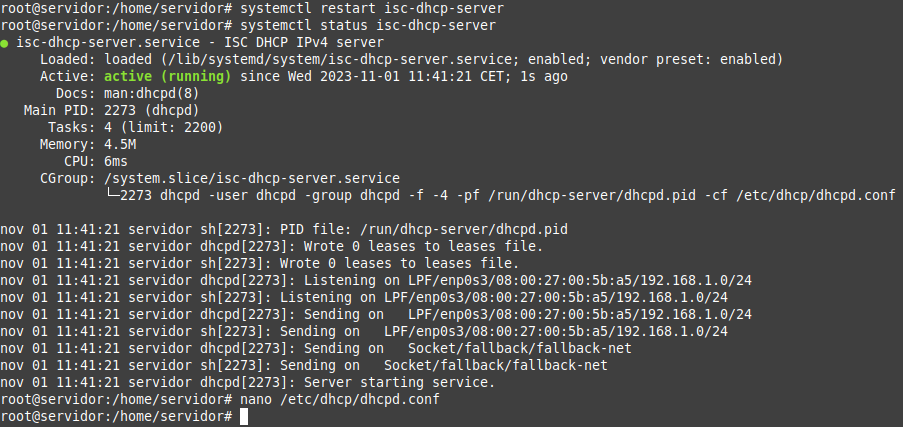 root@servidor:/home/servidor# systemctl restart isc-dhcp-server
root@servidor:/home/servidor# systemctl status isc-dhcp-server
● isc-dhcp-server.service - ISC DHCP IPv4 server
     Loaded: loaded (/lib/systemd/system/isc-dhcp-server.service; enabled; vendor preset: enabled)
     Active: active (running) since Wed 2023-11-01 11:41:21 CET; 1s ago
       Docs: man:dhcpd(8)
   Main PID: 2273 (dhcpd)
      Tasks: 4 (limit: 2200)
     Memory: 4.5M
        CPU: 6ms
     CGroup: /system.slice/isc-dhcp-server.service
             └─2273 dhcpd -user dhcpd -group dhcpd -f -4 -pf /run/dhcp-server/dhcpd.pid -cf /etc/dhcp/dhcpd.conf

nov 01 11:41:21 servidor sh[2273]: PID file: /run/dhcp-server/dhcpd.pid
nov 01 11:41:21 servidor dhcpd[2273]: Wrote 0 leases to leases file.
nov 01 11:41:21 servidor sh[2273]: Wrote 0 leases to leases file.
nov 01 11:41:21 servidor dhcpd[2273]: Listening on LPF/enp0s3/08:00:27:00:5b:a5/192.168.1.0/24
nov 01 11:41:21 servidor sh[2273]: Listening on LPF/enp0s3/08:00:27:00:5b:a5/192.168.1.0/24
nov 01 11:41:21 servidor dhcpd[2273]: Sending on   LPF/enp0s3/08:00:27:00:5b:a5/192.168.1.0/24
nov 01 11:41:21 servidor sh[2273]: Sending on   LPF/enp0s3/08:00:27:00:5b:a5/192.168.1.0/24
nov 01 11:41:21 servidor dhcpd[2273]: Sending on   Socket/fallback/fallback-net
nov 01 11:41:21 servidor sh[2273]: Sending on   Socket/fallback/fallback-net
nov 01 11:41:21 servidor dhcpd[2273]: Server starting service.
root@servidor:/home/servidor# nano /etc/dhcp/dhcpd.conf
root@servidor:/home/servidor#